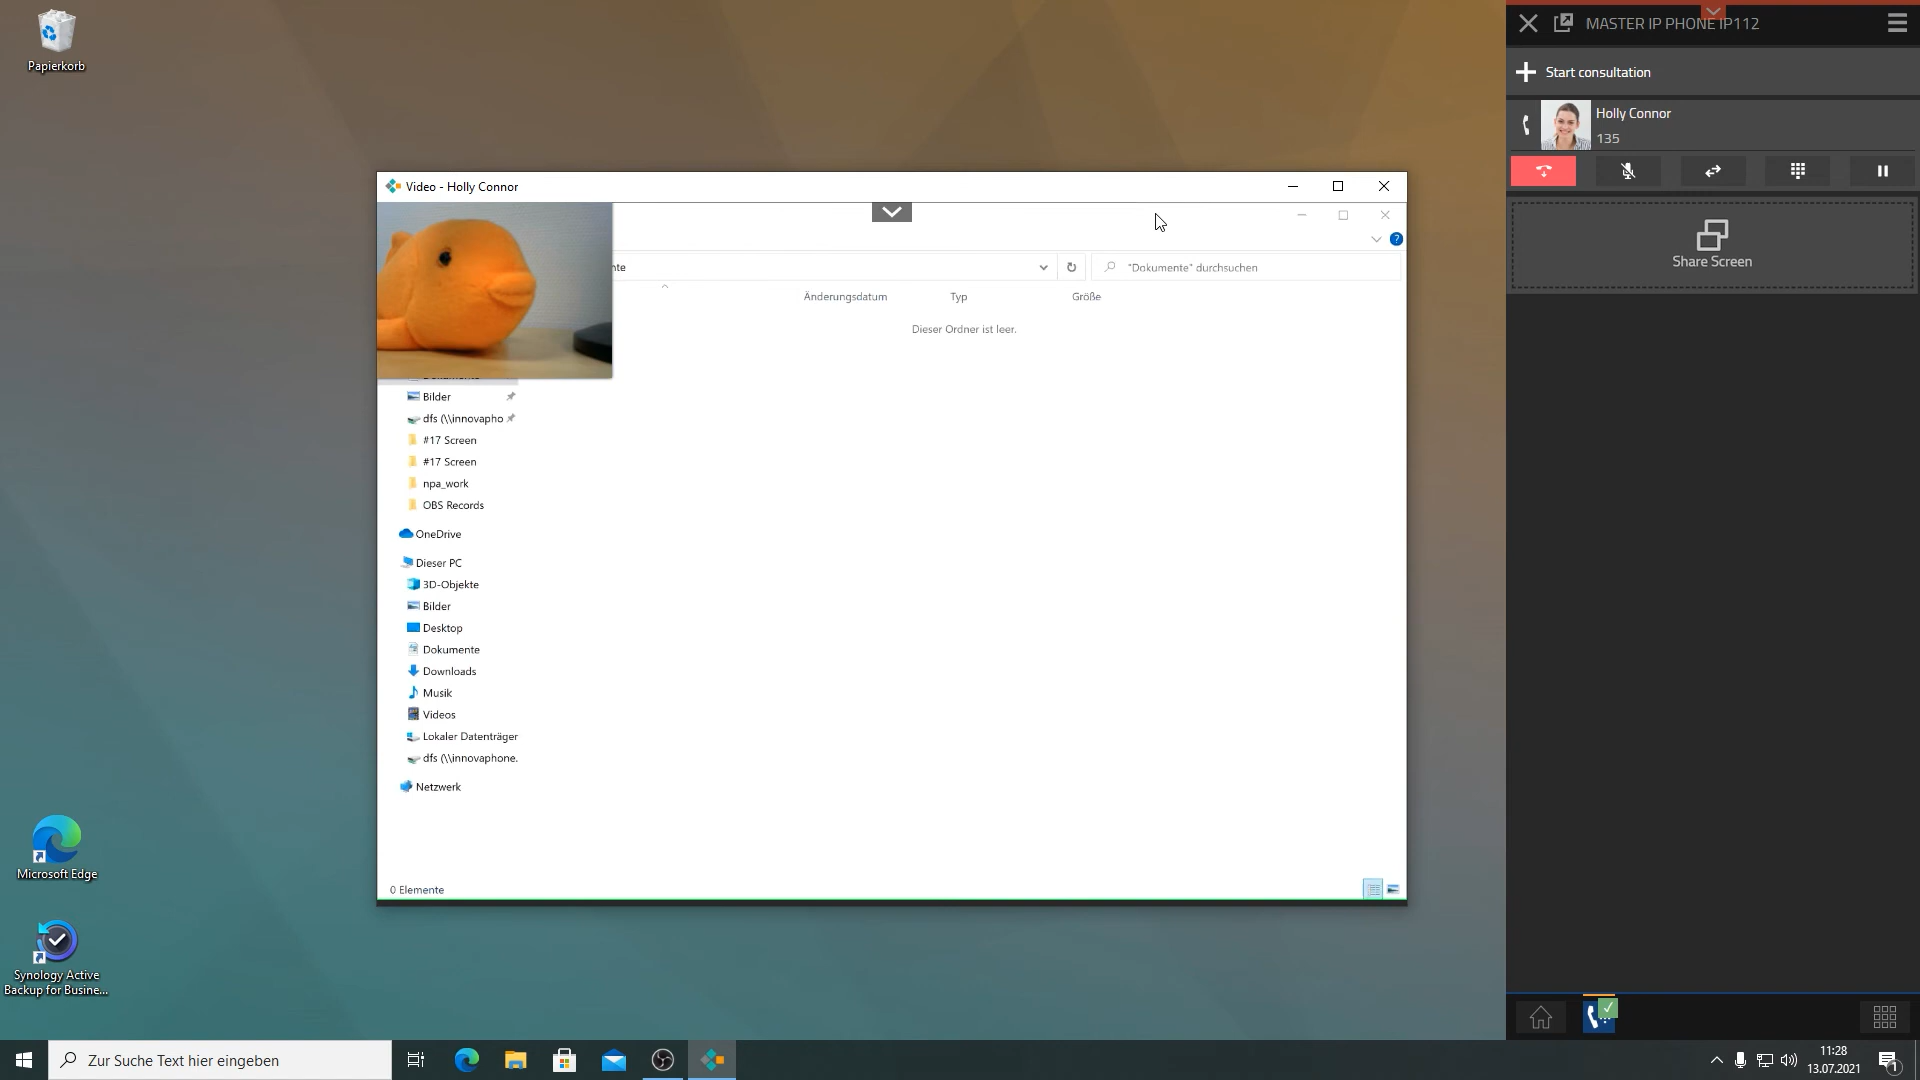 Papierkorb
Microsoft Edge
Synology Active
Backup for Busine...
Video - Holly Connor
?
nte
"Dokumente" durchsuchen
Änderungsdatum
Typ
Größe
Dieser Ordner ist leer.
Bilder
dfs (\\innovapho
#17 Screen
#17 Screen
npa_work
OBS Records
OneDrive
Dieser PC
3D-Objekte
Bilder
Desktop
Dokumente
Downloads
Musik
Videos
Lokaler Datenträger
dfs (\\innovaphone.
Netzwerk
0 Elemente
MASTER IP PHONE IP112
Start consultation
Holly Connor
135
Share Screen
Zur Suche Text hier eingeben
11:28
13.07.2021
1